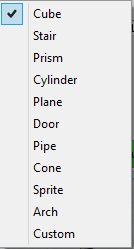 Cube
Stair
Prism
Cylinder
Plane
Door
Pipe
Cone
Sprite
Arch
Custom